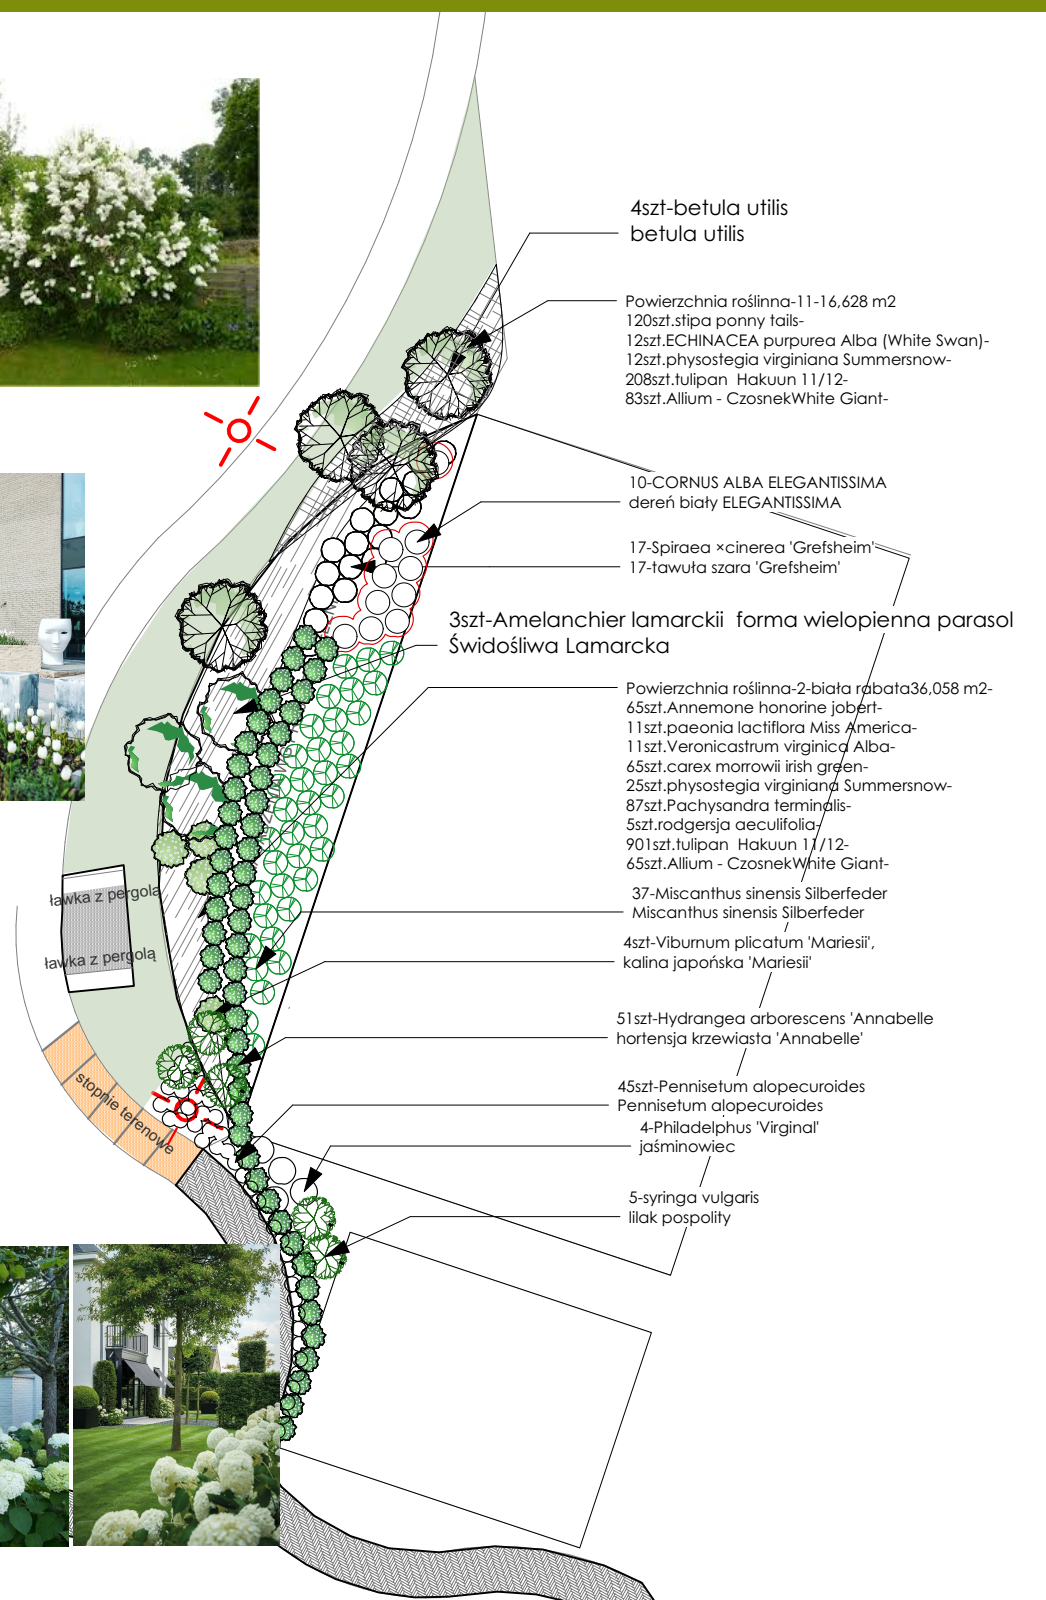 4szt-betula utilis
betula utilis
Powierzchnia roślinna-11-16,628 m2
120szt.stipa ponny tails-
12szt.ECHINACEA purpurea Alba (White Swan)-
12szt.physostegia virginiana Summersnow-
208szt.tulipan  Hakuun 11/12-
83szt.Allium - CzosnekWhite Giant-
10-CORNUS ALBA ELEGANTISSIMA
dereń biały ELEGANTISSIMA
17-Spiraea ×cinerea 'Grefsheim'
17-tawuła szara 'Grefsheim'
3szt-Amelanchier lamarckii  forma wielopienna parasol
Świdośliwa Lamarcka
Powierzchnia roślinna-2-biała rabata36,058 m2-
65szt.Annemone honorine jobert-
11szt.paeonia lactiflora Miss America-
11szt.Veronicastrum virginica Alba-
65szt.carex morrowii irish green-
25szt.physostegia virginiana Summersnow-
87szt.Pachysandra terminalis-
5szt.rodgersja aeculifolia-
901szt.tulipan  Hakuun 11/12-
65szt.Allium - CzosnekWhite Giant-
37-Miscanthus sinensis Silberfeder
Miscanthus sinensis Silberfeder
ławka z pergolą
ławka z pergolą
4szt-Viburnum plicatum 'Mariesii',
kalina japońska 'Mariesii'
51szt-Hydrangea arborescens 'Annabelle
hortensja krzewiasta 'Annabelle'
stopnie terenowe
45szt-Pennisetum alopecuroides
Pennisetum alopecuroides
4-Philadelphus 'Virginal'
jaśminowiec
5-syringa vulgaris
lilak pospolity